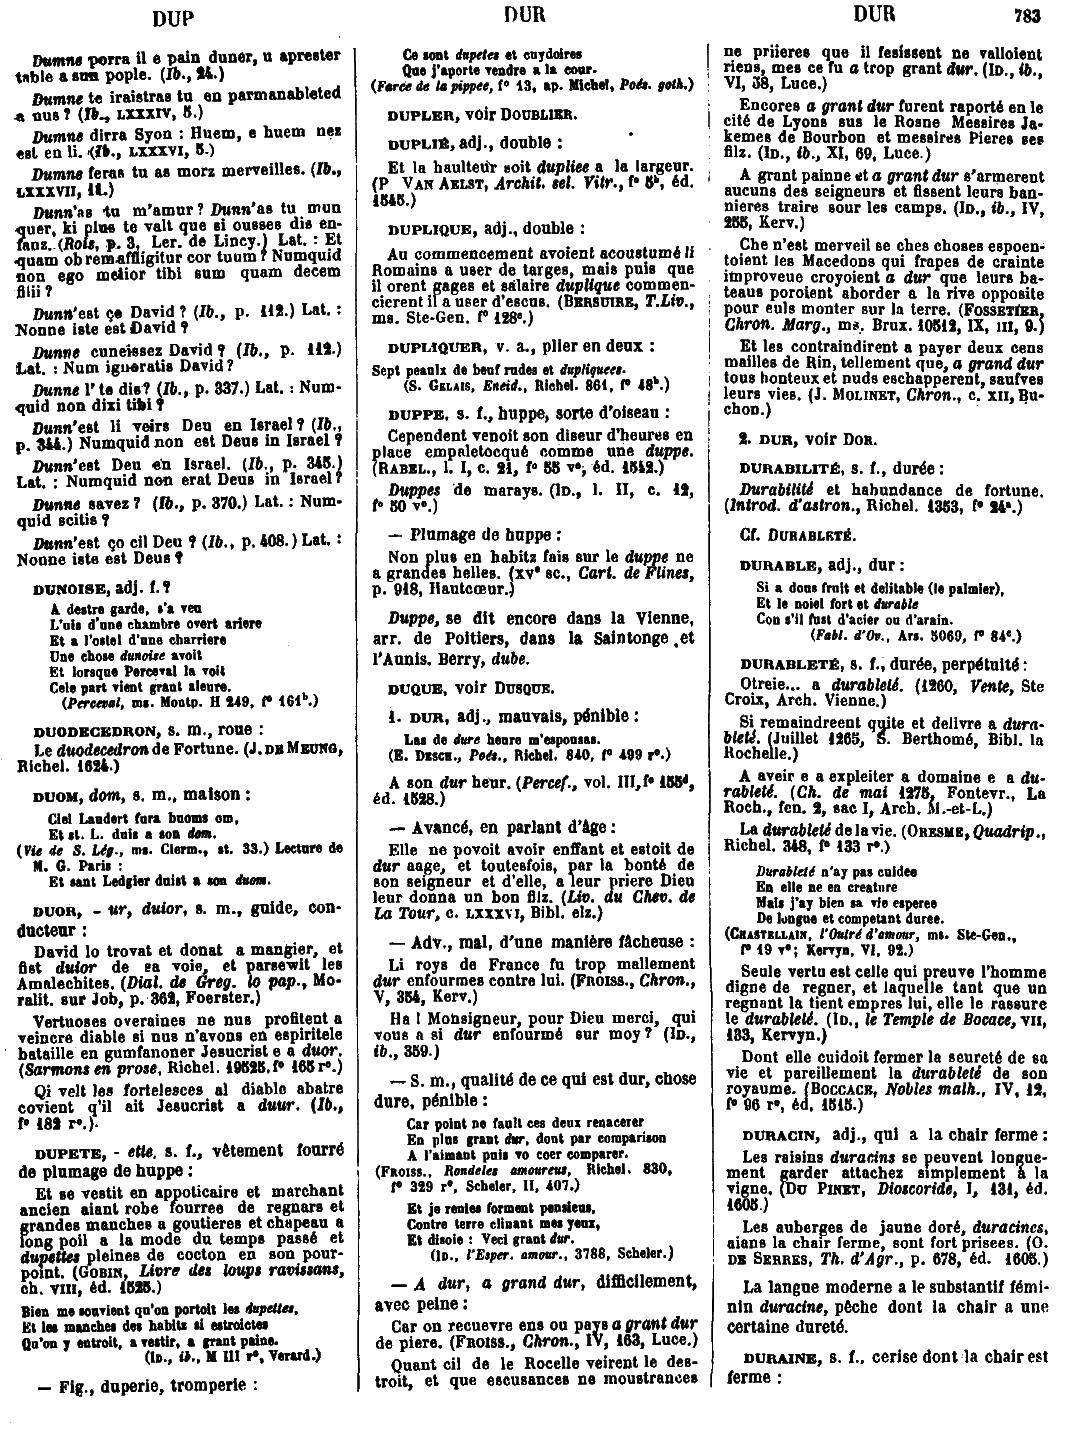 DUP
DUR
DUR
783
Dumne porra il e pain duner, u aprester
table a sun pople. (Ib., 24.)
Dumne te iraistras tu en parmanableted
a nus ? (Ib., LXXXIV, 5.)
Dumne dirra Syon : Huem, e huem nez
est en li. (Ib., LXXXVI, 5.)
Dumne feras tu as morz merveilles. (Ib.,
LXXXVII, 11.)
Dunn'as tu m'amur ? Dunn'as tu mun
quer, ki plus te valt que si ousses dis en-
fanz. (Rois, p. 3, Ler. de Lincy.) Lat. : Et
quam ob rem affligitur cor tuum ? Numquid
non ego melior tibi sum quam decem
filii ?
Dunn'est ço David ? (Ib., p. 112.) Lat. :
Nonne iste est David ?
Dunne cuneissez David ? (Ib., p. 112.)
Lat. : Num ignoratis David ?
Dunne l' te dis ? (Ib., p. 337.) Lat. : Num-
quid non dixi tibi ?
Dunn'est li veirs Deu en Israel ? (Ib.,
p. 344.) Numquid non est Deus in Israel ?
Dunn'est Deu en Israel. (Ib., p. 345.)
Lat. : Numquid non erat Deus in Israel ?
Dunne savez ? (Ib., p. 370.) Lat. : Num-
quid scitis ?
Dunn'est ço cil Deu ? (Ib., p. 408.) Lat. :
Nonne iste est Deus ?
DUNOISE, adj. f. ?
A destre garde, s'a veu
L'uis d'une chambre overt ariere
Et a l'ostel d'une charriere
Une chose dunoise avoit
Et lorsque Perceval la voit
Cele part vient grant aleure.
(Perceval, ms. Montp. H 249, f° 161b.)
DUODECEDRON, s. m., roue :
Le duodecedron de Fortune. (J. DE MEUNG,
Richel. 1624.)
DUOM, dom, s. m., maison :
Ciel Laudert fura buons om,
Et st. L. duis a son dom.
(Vie de S. Lég., ms. Clerm., st. 33.) Lecture de
M. G. Paris :
Et sant Ledgier duist a son duom.
DUOR, - ur, duior, s. m., guide, con-
ducteur :
David lo trovat et donat a mangier, et
fist duior de sa voie, et parsewit les
Amalechites. (Dial. de Greg. lo pap., Mo-
ralit. sur Job, p. 362, Foerster.)
Vertuoses overaines ne nus profitent a
veincre diable si nus n'avons en espiritele
bataille en gumfanoner Jesucrist e a duor.
(Sarmons en prose, Richel. 19525, f° 165 r°.)
Qi velt les fortelesces al diable abatre
covient q'il ait Jesucrist a duur. (Ib.,
f° 182 r°.).
DUPETE, - ette, s. f., vêtement fourré
de plumage de huppe :
Et se vestit en appoticaire et marchant
ancien aiant robe fourree de regnars et
grandes manches a goutieres et chapeau a
long poil a la mode du temps passé et
dupettes pleines de cocton en son pour-
point. (GOBIN, Livre des loups ravissans,
ch. VIII, éd. 1525.)
Bien me souvient qu'on portoit les dupettes,
Et les manches des habits si estroictes
Qu'on y entroit, a vestir, a grant paine.
(ID., ib., M III r°, Verard.)
— Fig., duperie, tromperie :
Ce sont dupetes et cuydoires
Que j'aporte vendre a la cour.
(Farce de la pippee, f° 13, ap. Michel, Poés. goth.)
DUPLER, voir DOUBLIER.
DUPLIÉ, adj., double :
Et la haulteur soit dupliee a la largeur.
(P VAN AELST, Archit. sel. Vitr., f° 5b, éd.
1545.)
DUPLIQUE, adj., double :
Au commencement avoient acoustumé li
Romains a user de targes, mais puis que
il orent gages et salaire duplique commen-
cierent il a user d'escus. (BERSUIRE, T. Liv.,
ms. Ste-Gen. f° 128c.)
DUPLIQUER, v. a., plier en deux :
Sept peaulx de beuf rudes et dupliquees.
(S. GELAIS, Eneid., Richel. 861, f° 48b.)
DUPPE, s. f., huppe, sorte d'oiseau :
Cependent venoit son diseur d'heures en
place empaletocqué comme une duppe.
(RABEL., l. I, c. 21, f° 55 v°, éd. 1542.)
Duppes de marays. (ID., l. II, c. 12,
f° 50 v°.)
— Plumage de huppe :
Non plus en habitz fais sur le duppe ne
a grandes helles. (XVe sc., Cart. de Flines,
p. 918, Hautcœur.)
Duppe, se dit encore dans la Vienne,
arr. de Poitiers, dans la Saintonge et
l'Aunis. Berry, dube.
DUQUE, voir DUSQUE.
1. DUR, adj., mauvais, pénible :
Las de dure heure m'espousas.
(E. DESCH., Poés., Richel. 840, f° 499 r°.)
A son dur heur. (Percef., vol. III, f° 155d,
éd. 1528.)
— Avancé, en parlant d'âge :
Elle ne povoit avoir enffant et estoit de
dur aage, et toutesfois, par la bonté de
son seigneur et d'elle, a leur priere Dieu
leur donna un bon filz. (Liv. du Chev. de
La Tour, c. LXXXVI, Bibl. elz.)
— Adv., mal, d'une manière fâcheuse :
Li roys de France fu trop mallement
dur enfourmes contre lui. (FROISS., Chron.,
V, 354, Kerv.)
Ha ! Monsigneur, pour Dieu merci, qui
vous a si dur enfourmé sur moy ? (ID.,
ib., 359.)
— S. m., qualité de ce qui est dur, chose
dure, pénible :
Car point ne fault ces deux renacerer
En plus grant dur, dont par comparison
A l'aimant puis vo coer comparer.
(FROISS., Rondeles amoureus, Richel. 830,
f° 329 r°, Scheler, II, 407.)
Et je renies forment pensieus,
Contre terre clinant mes yeux,
Et disoie : Veci grant dur.
(ID., l'Esper. amour., 3788, Scheler.)
— A dur, a grand dur, difficilement,
avec peine :
Car on recuevre ens ou pays a grant dur
de piere. (FROISS., Chron., IV, 163, Luce.)
Quant cil de le Rocelle veirent le des-
troit, et que escusances ne moustrances
ne priieres que il fesissent ne valloient
riens, mes ce fu a trop grant dur. (ID., ib.,
VI, 58, Luce.)
Encores a grant dur furent raporté en le
cité de Lyons sus le Rosne Messires Ja-
kemes de Bourbon et messires Pieres ses
filz. (ID., ib., XI, 69, Luce.)
A grant painne et a grant dur s'armerent
aucuns des seigneurs et fissent leurs ban-
nieres traire sour les camps. (ID., ib., IV,
255, Kerv.)
Che n'est merveil se ches choses espoen-
toient les Macedons qui frapes de crainte
improveue croyoient a dur que leurs ba-
teaus poroient aborder a la rive opposite
pour euls monter sur la terre. (FOSSETIER,
Chron. Marg., ms. Brux. 10512, IX, III, 9.)
Et les contraindirent a payer deux cens
mailles de Rin, tellement que, a grand dur
tous honteux et nuds eschapperent, saufves
leurs vies. (J. MOLINET, Chron., c. XII, Bu-
chon.)
2. DUR, voir DOR.
DURABILITÉ, s. f., durée :
Durabilité et habundance de fortune.
(Introd. d'astron., Richel. 1353, f° 24a.)
Cf. DURABLETÉ.
DURABLE, adj., dur :
Si a dous fruit et delitable (le palmier),
Et le noiel fort et durable
Con s'il fust d'acier ou d'arain.
(Fabl. d'Ov., Ars. 5069, f° 84c.)
DURABLETÉ, s. f., durée, perpétuité :
Otreie... a durableté. (1260, Vente, Ste
Croix, Arch. Vienne.)
Si remaindreent quite et delivre a dura-
bleté. (Juillet 1265, S. Berthomé, Bibl. la
Rochelle.)
A aveir e a expleiter a domaine e a du-
rableté. (Ch. de mai 1275, Fontevr., La
Roch., fen. 2, sac I, Arch. M.-et-L.)
La durableté de la vie. (ORESME, Quadrip.,
Richel. 348, f° 133 r°.)
Durableté n'ay pas cuidee
En elle ne en creature
Mais j'ay bien sa vie esperee
De longue et competant duree.
(CHASTELLAIN, l'Outré d'amour, ms. Ste-Gen.,
f° 19 v°; Kervyn, VI, 92.)
Seule vertu est celle qui preuve l'homme
digne de regner, et laquelle tant que un
regnant la tient empres lui, elle le rassure
le durableté. (ID., le Temple de Bocace, VII,
133, Kervyn.)
Dont elle cuidoit fermer la seureté de sa
vie et pareillement la durableté de son
royaume. (BOCCACE, Nobles malh., IV, 12,
f° 96 r°, éd. 1515.)
DURACIN, adj., qui a la chair ferme :
Les raisins duracins se peuvent longue-
ment garder attachez simplement à la
vigne. (DU PINET, Dioscoride, I, 131, éd.
1605.)
Les auberges de jaune doré, duracines,
aians la chair ferme, sont fort prisees. (O.
DE SERRES, Th. d'Agr., p. 678, éd. 1605.)
La langue moderne a le substantif fémi-
nin duracine, pêche dont la chair a une
certaine dureté.
DURAINE, s. f., cerise dont la chair est
ferme :